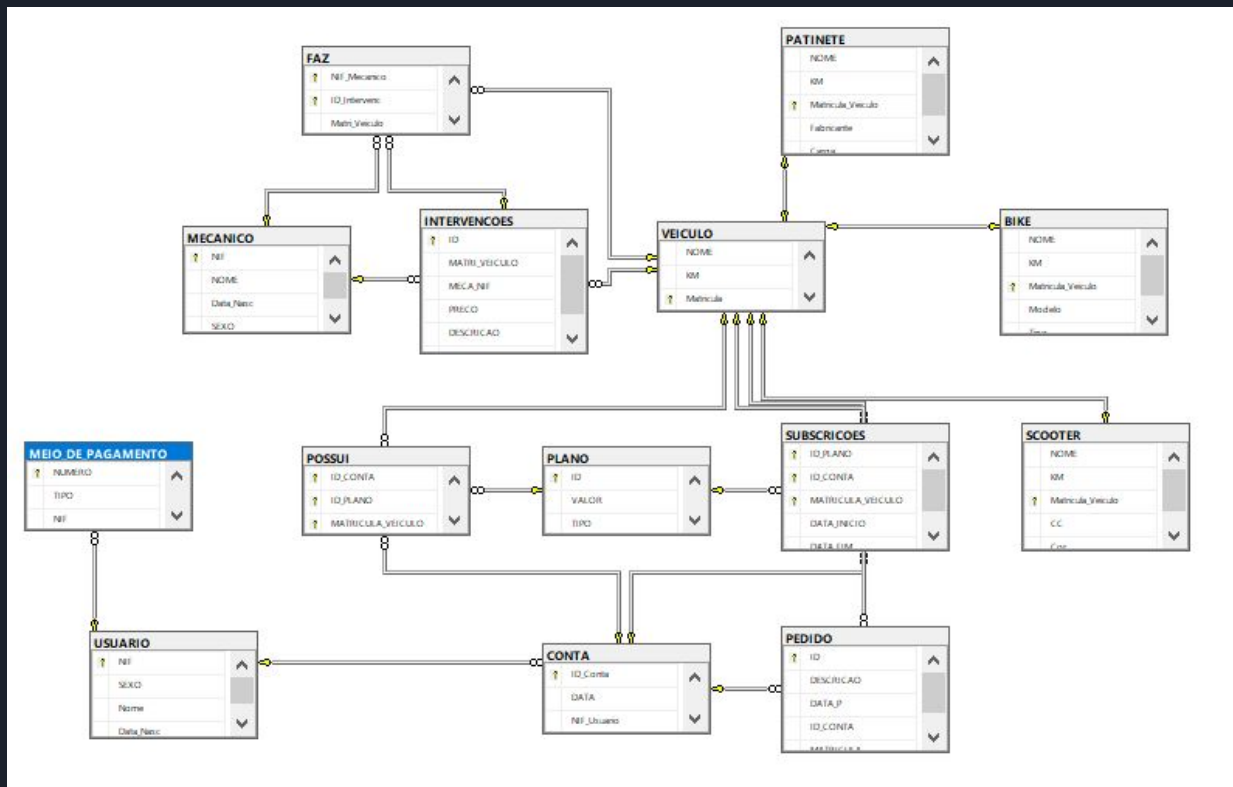 FAZ
NIF_Mecanico
ID_Intervenc
Matri_Veiculo
PATINETE
NOME
KM
Matricula_Veiculo
Fabricante
MECANICO
NIF
NOME
Data_Nasc
SEXO
INTERVENCOES
ID
MATRI_VEICULO
MECA_NIF
PRECO
DESCRICAO
VEICULO
NOME
KM
Matricula
BIKE
NOME
KM
Matricula_Veiculo
Modelo
MEIO_DE_PAGAMENTO
NUMERO
TIPO
NIF
POSSUI
ID_CONTA
ID_PLANO
MATRICULA_VEICULO
PLANO
ID
VALOR
TIPO
SUBSCRICOES
ID_PLANO
ID_CONTA
MATRICULA_VEICULO
DATA_INICIO
DATA_FIM
SCOOTER
NOME
KM
Matricula_Veiculo
CC
USUARIO
NIF
SEXO
Nome
Data_Nasc
CONTA
ID_Conta
DATA
NIF_Usuario
PEDIDO
ID
DESCRICAO
DATA_P
ID_CONTA